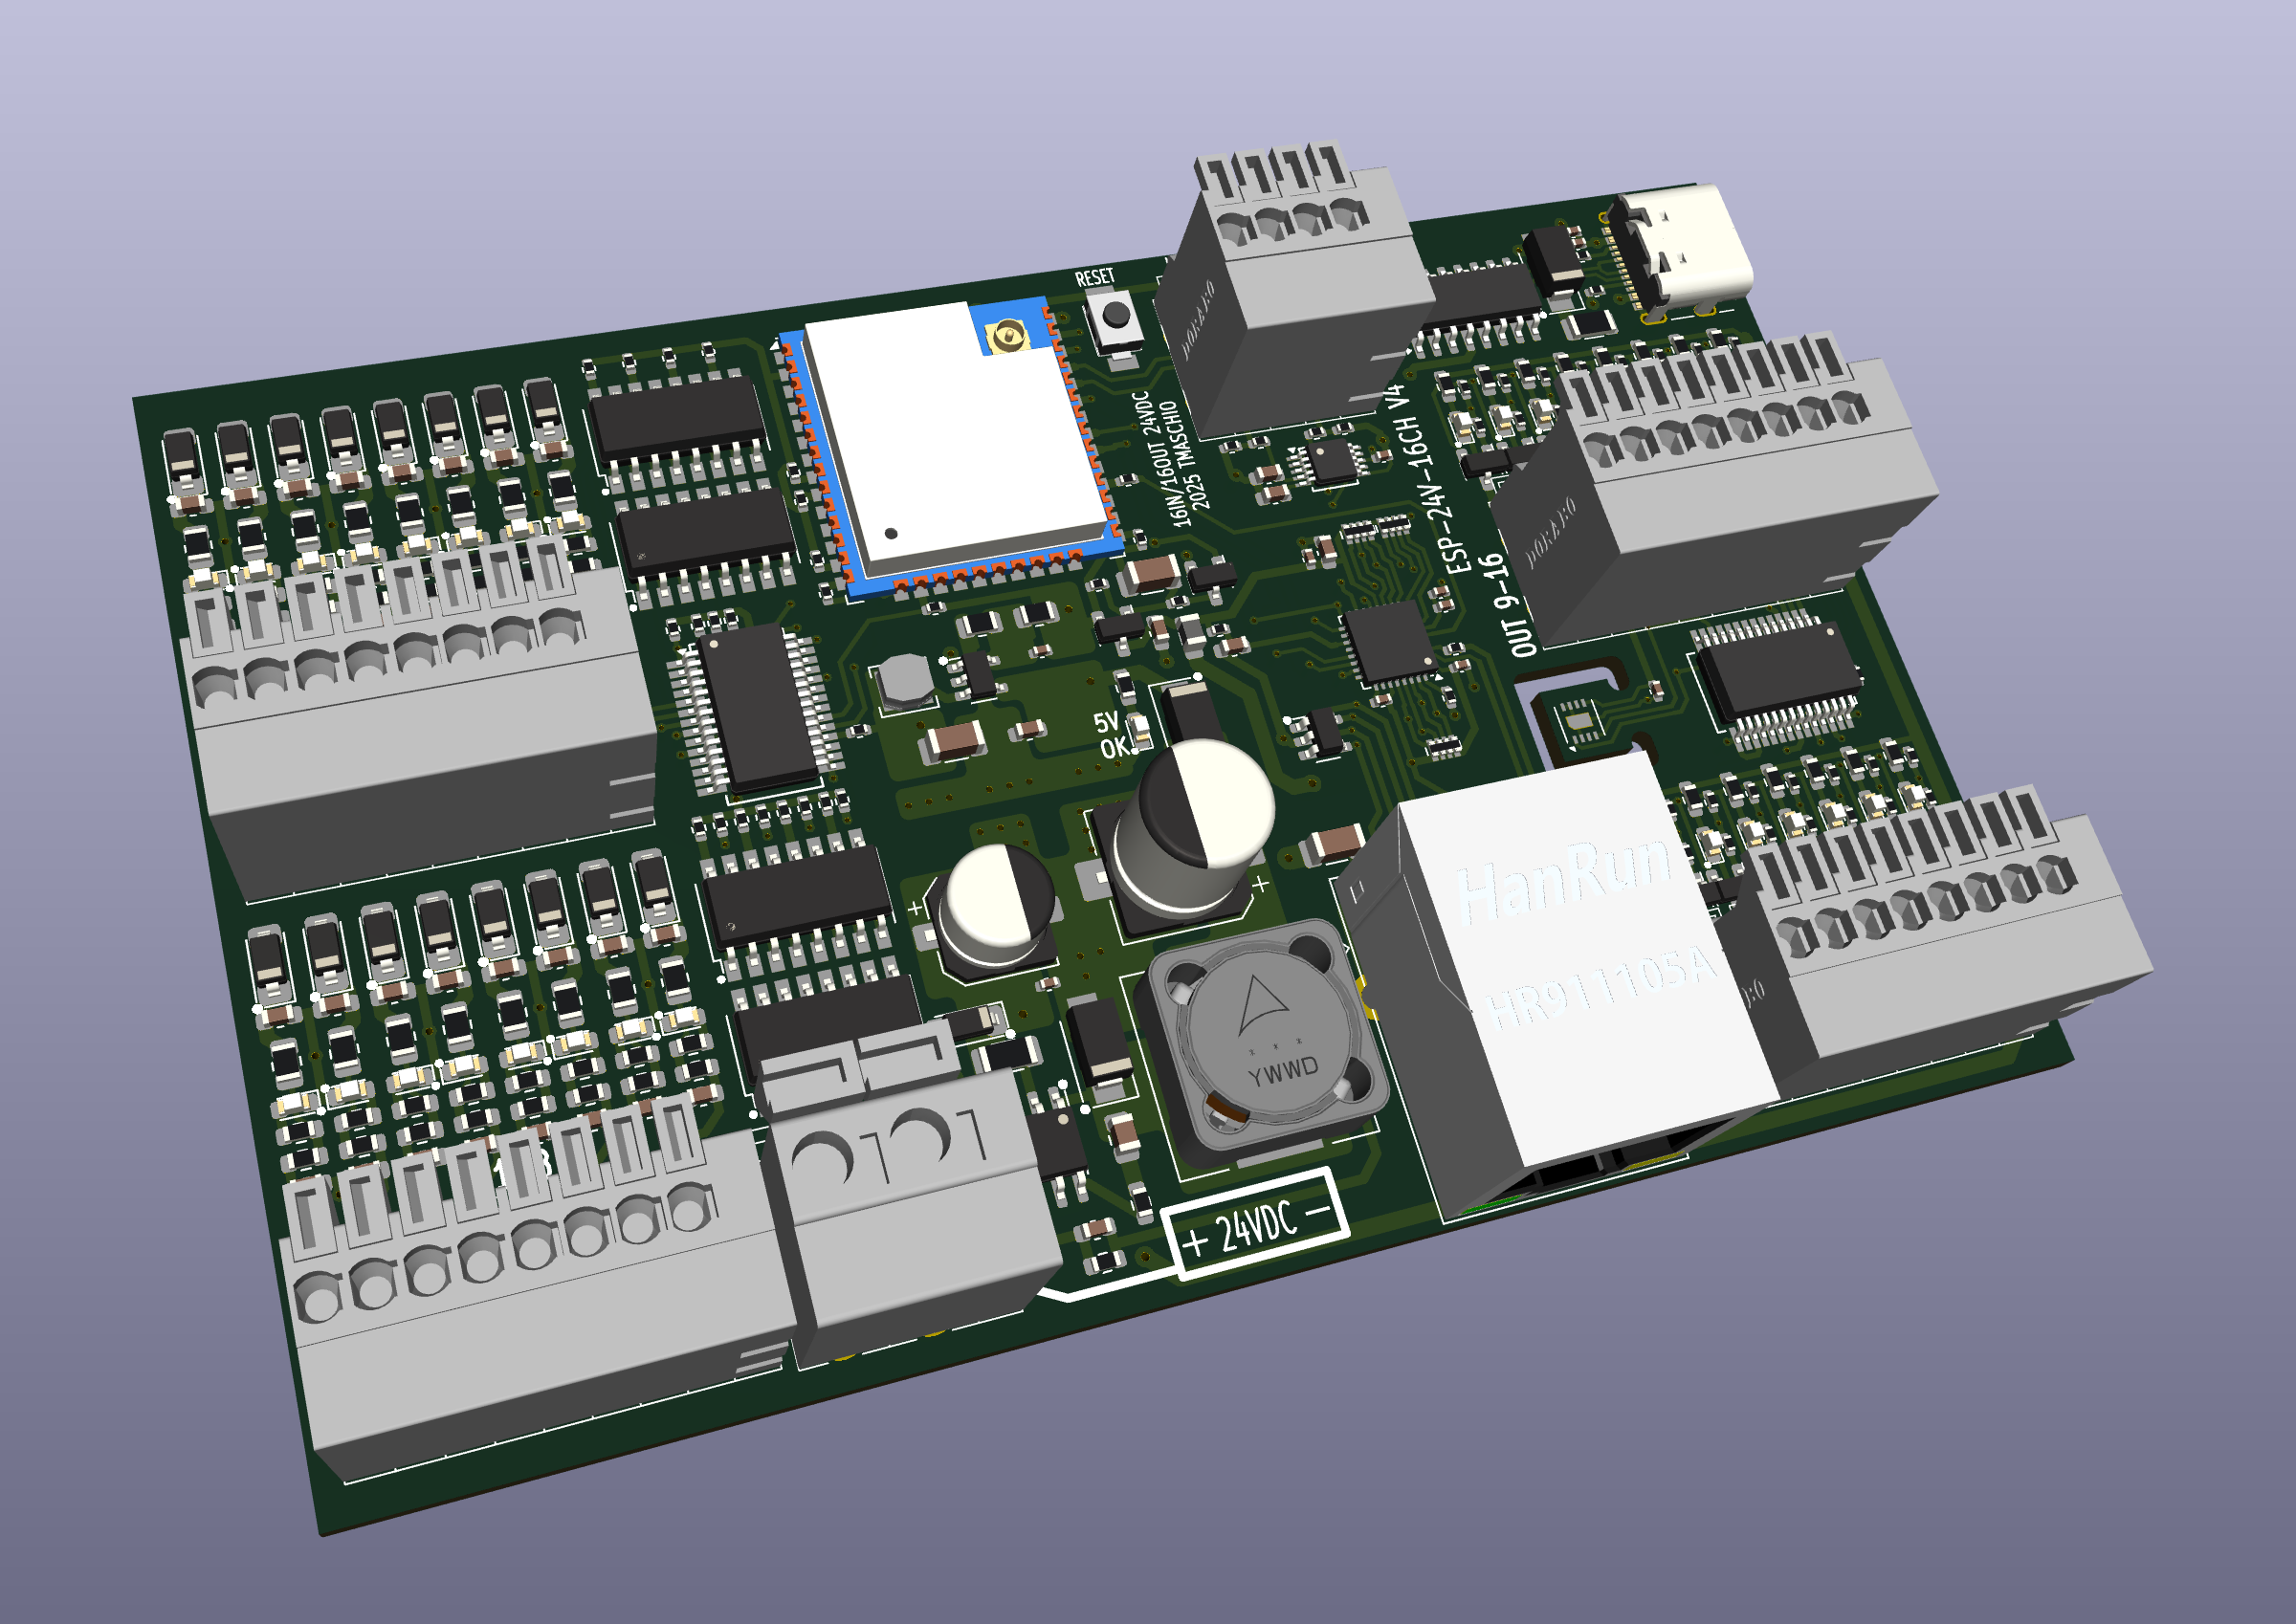 RESET
16IN/16OUT 24VDC
2025 TMASCHIO
ESP-24V-16CH V4
OUT 9-16
5V
OK
HanRun
HR911105A
YWWD
+ 24VDC -
+
+